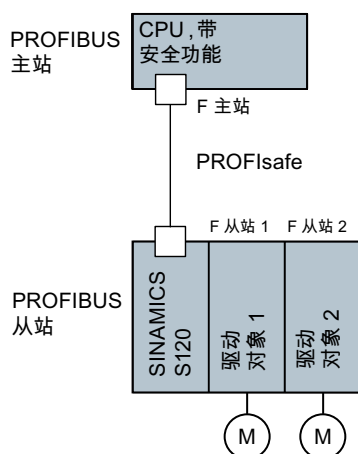 PROFIBUS
主站
CPU,带
安全功能
F 主站
PROFIsafe
F 从站 1
F 从站 2
PROFIBUS
从站
SINAMICS
S120
驱动
对象 1
驱动
对象 2
M
M